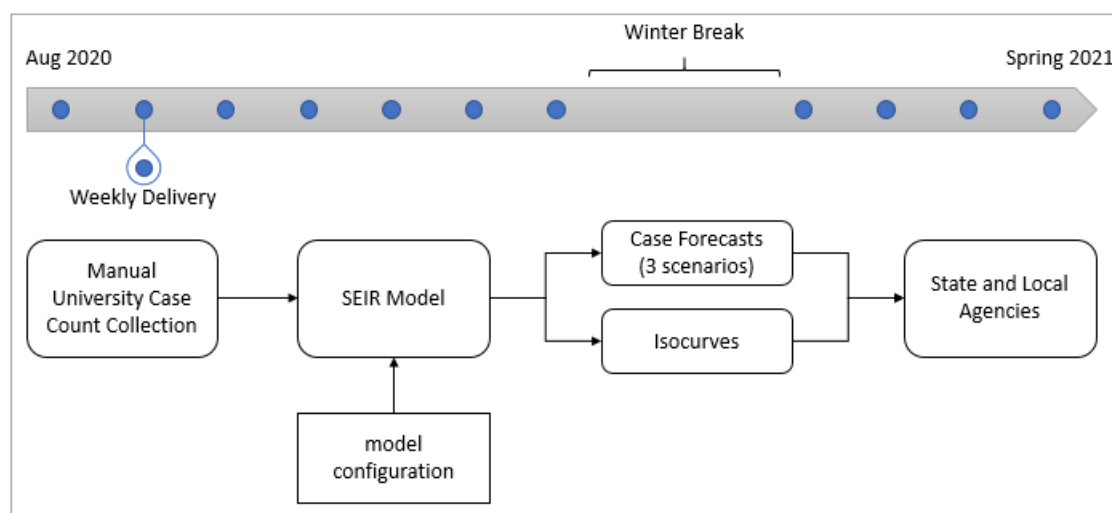 Winter Break
Aug 2020
Spring 2021
Weekly Delivery
Manual
University Case
Count Collection
SEIR Model
Case Forecasts
(3 scenarios)
Isocurves
State and Local
Agencies
model
configuration